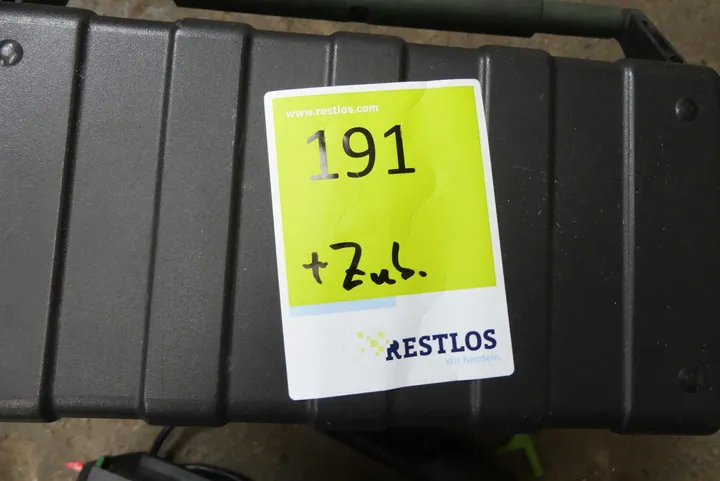 www.restlos.com
191
+ Zub.
RESTLOS
Wir handeln.